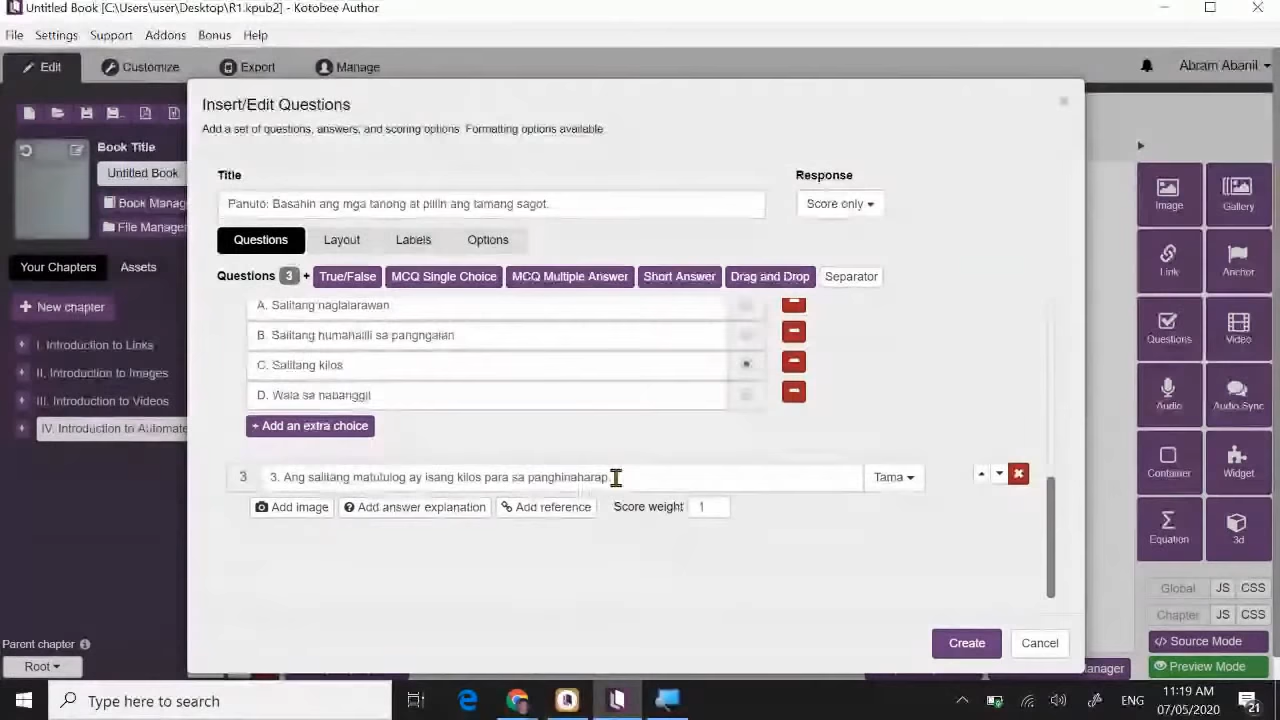 Untitled Book [C:\Users\user\Desktop\R1.kpub2] - Kotobee Author
File Settings Support Addons Bonus Help
Edit Customize Export Manage Abram Abanil
Insert/Edit Questions
Add a set of questions, answers, and scoring options. Formatting options available.
Book Title
Untitled Book
Book Manag
File Manager
Your Chapters Assets
+ New chapter
I. Introduction to Links
II. Introduction to Images
III. Introduction to Videos
IV. Introduction to Automate
Parent chapter
Root
Title Response
Panuto: Basahin ang mga tanong at piliin ang tamang sagot. Score only
Questions Layout Labels Options
Questions 3 + True/False MCQ Single Choice MCQ Multiple Answer Short Answer Drag and Drop Separator
A. Salitang naglalarawan
B. Salitang humahalili sa pangngalan
C. Salitang kilos
D. Wala sa nabanggit
+ Add an extra choice
3 3. Ang salitang matutulog ay isang kilos para sa panghinaharap. Tama
Add image Add answer explanation Add reference Score weight 1
Create Cancel
Image Gallery
Link Anchor
Questions Video
Audio Audio Sync
Container Widget
Equation 3d
Global JS CSS
Chapter JS CSS
</> Source Mode
Preview Mode
anager
Type here to search
ENG
11:19 AM
07/05/2020
21